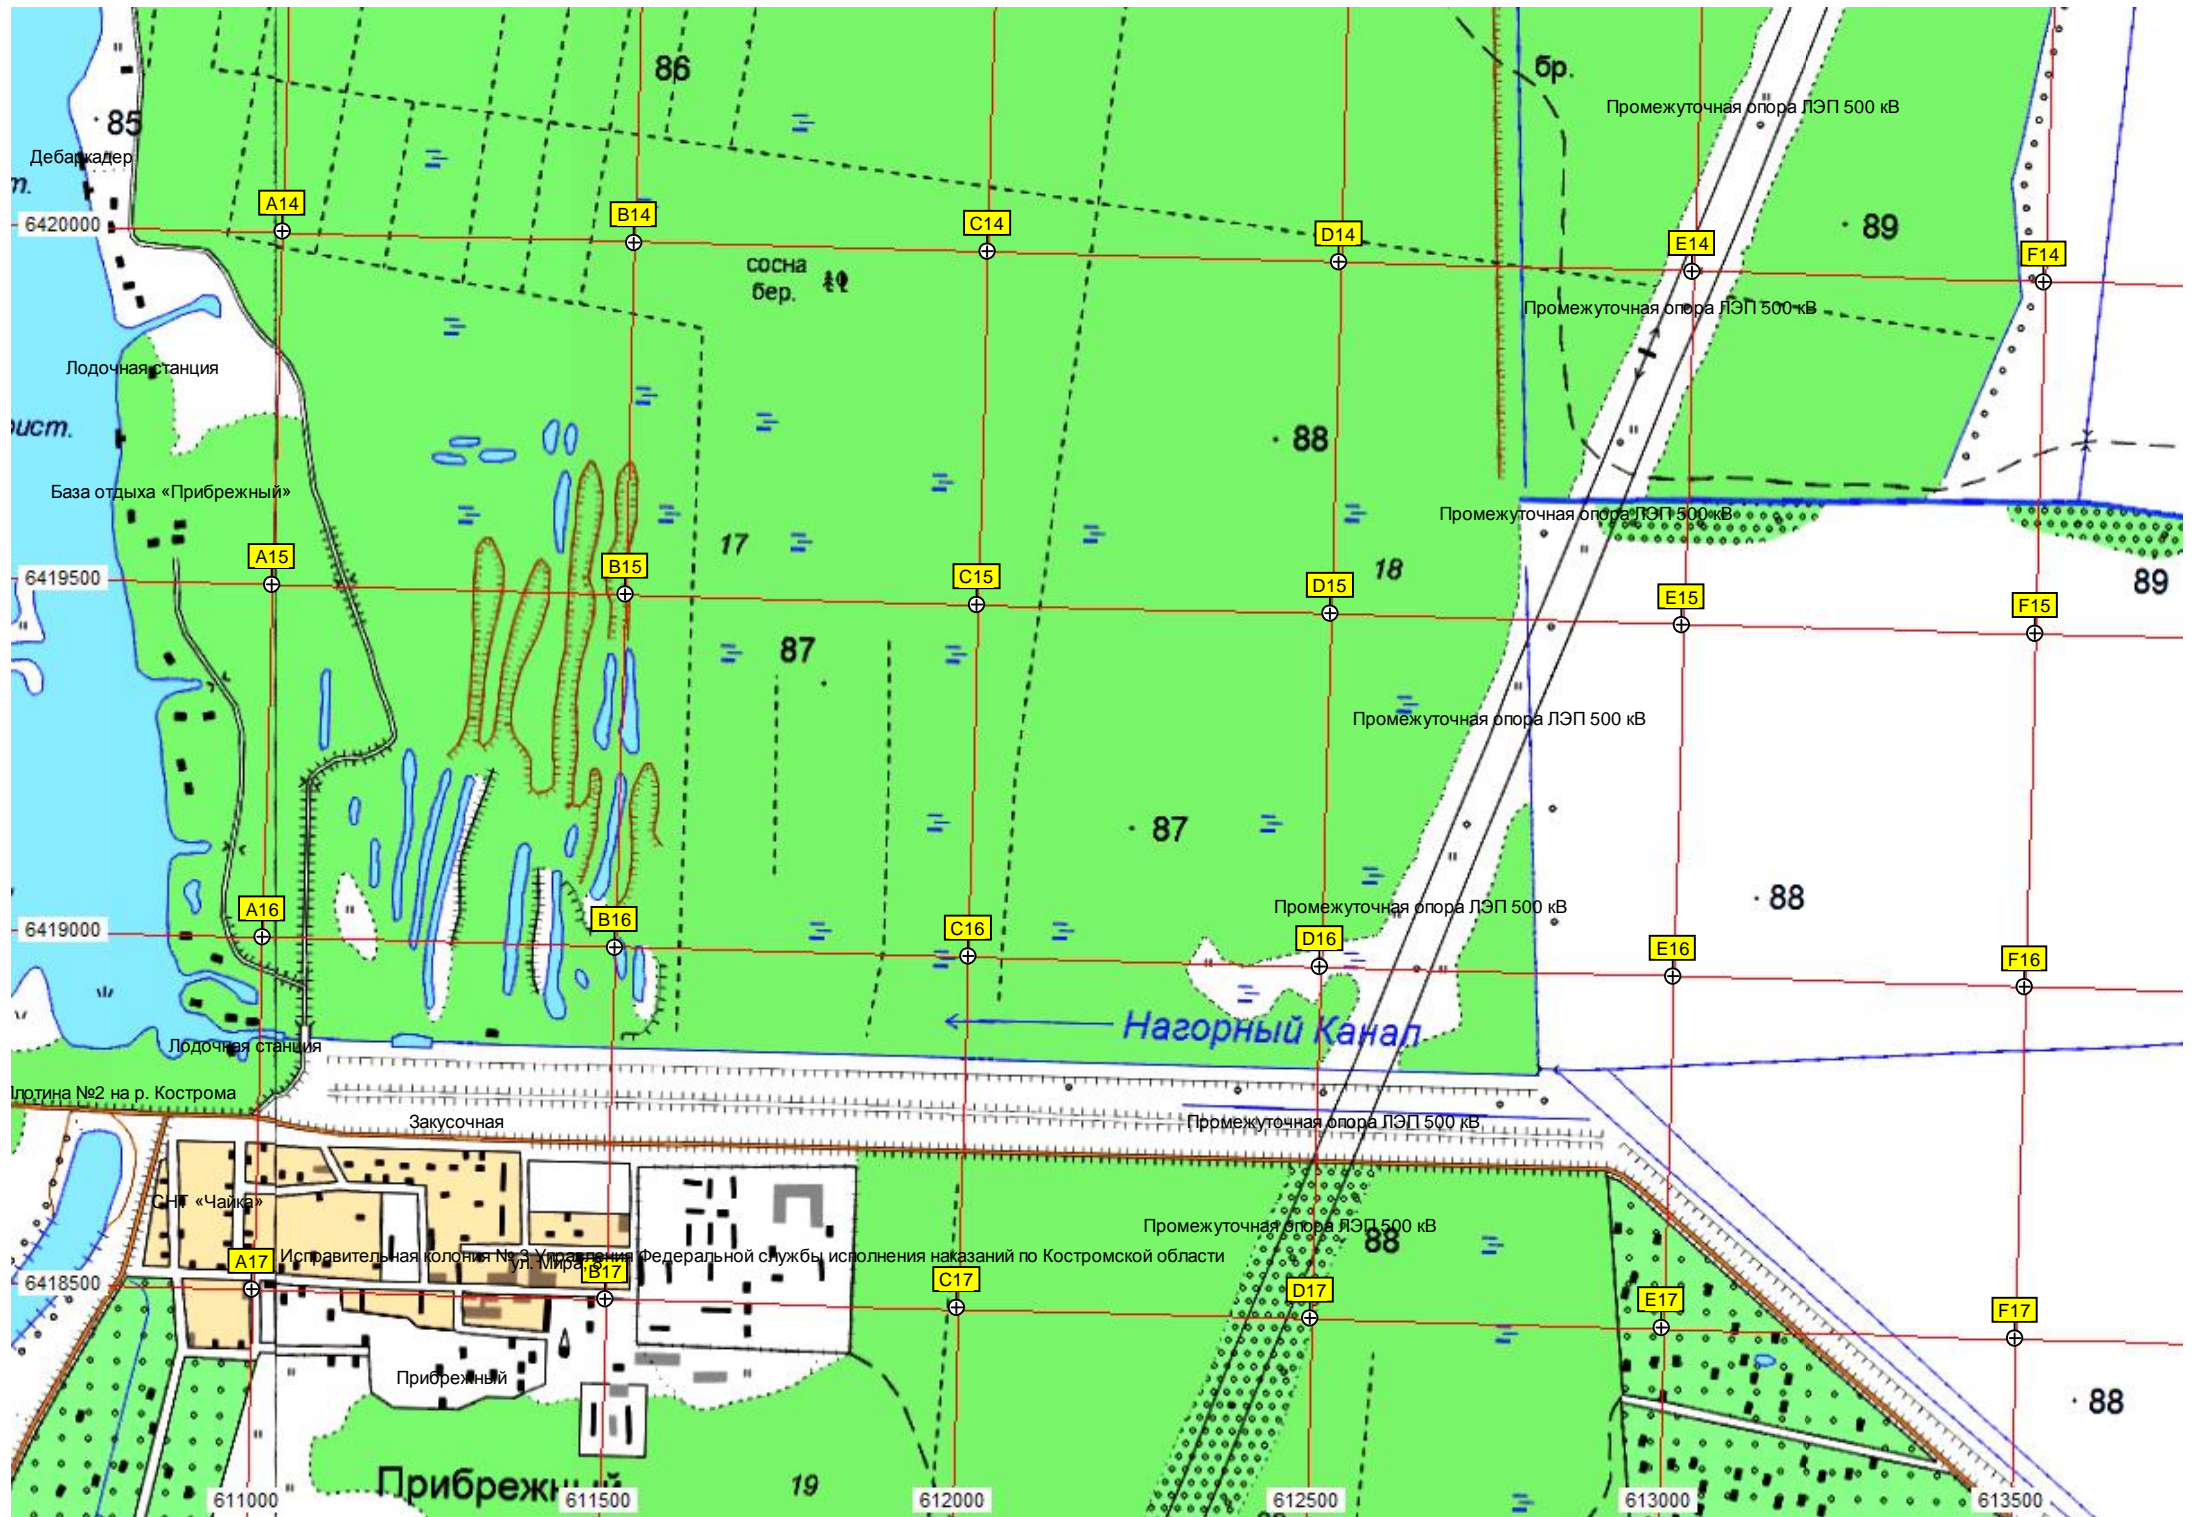 86
бр.
Промежуточная опора ЛЭП 500 кВ
85
Дебаркадер
т.
A14
B14
C14
D14
E14
F14
6420000
89
сосна
бер.
Промежуточная опора ЛЭП 500 кВ
Лодочная станция
88
База отдыха «Прибрежный»
Промежуточная опора ЛЭП 500 кВ
17
18
89
A15
B15
C15
D15
E15
F15
6419500
87
Промежуточная опора ЛЭП 500 кВ
87
88
Промежуточная опора ЛЭП 500 кВ
A16
B16
C16
D16
E16
F16
6419000
Нагорный Канал
Лодочная станция
Плотина №2 на р. Кострома
Закусочная
Промежуточная опора ЛЭП 500 кВ
СНТ «Чайка»
Промежуточная опора ЛЭП 500 кВ
88
Исправительная колония № 3 Управления Федеральной службы исполнения наказаний по Костромской области
ул. Мира,
A17
B17
C17
D17
E17
F17
6418500
Прибрежный
88
Прибрежный
19
611000
611500
612000
612500
613000
613500